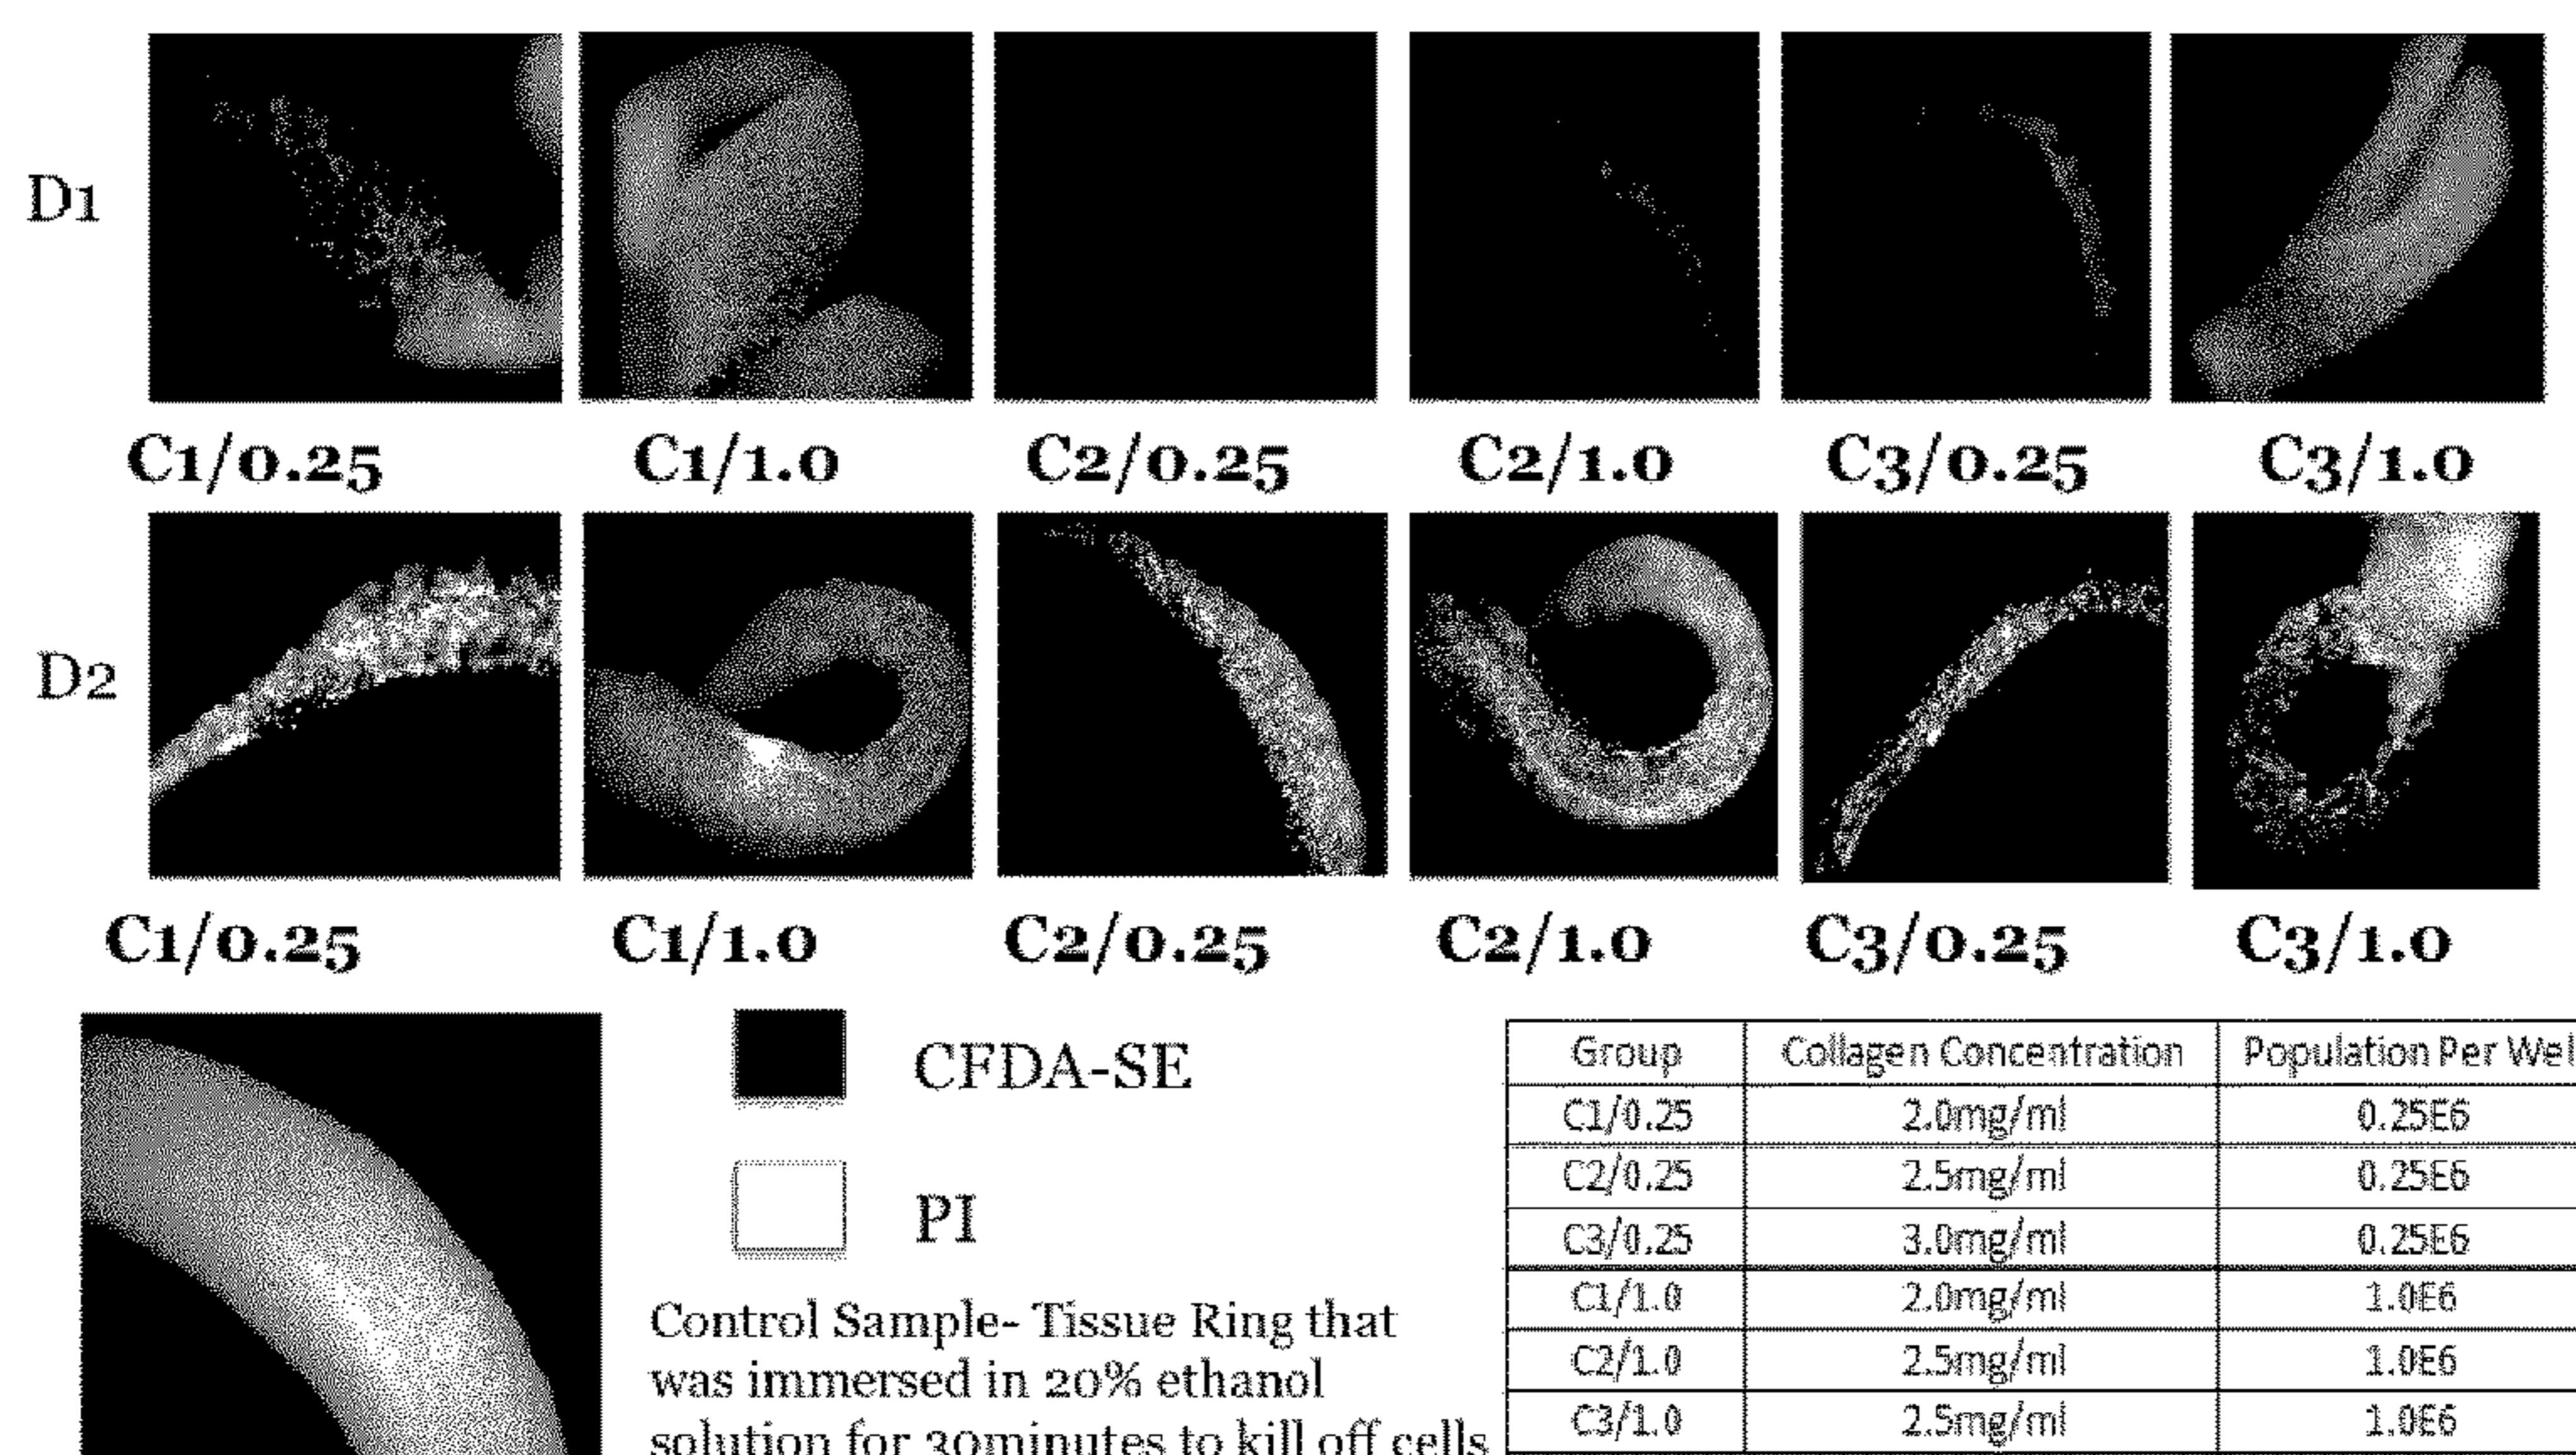 D1
C1/0.25 C1/1.0 C2/0.25 C2/1.0 C3/0.25 C3/1.0
D2
C1/0.25 C1/1.0 C2/0.25 C2/1.0 C3/0.25 C3/1.0
CFDA-SE
PI
Control Sample- Tissue Ring that
was immersed in 20% ethanol
solution for 30minutes to kill off cells
Group Collagen Concentration Population Per Wel
C1/0.25 2.0mg/ml 0.25E6
C2/0.25 2.5mg/ml 0.25E6
C3/0.25 3.0mg/ml 0.25E6
C1/1.0 2.0mg/ml 1.0E6
C2/1.0 2.5mg/ml 1.0E6
C3/1.0 2.5mg/ml 1.0E6